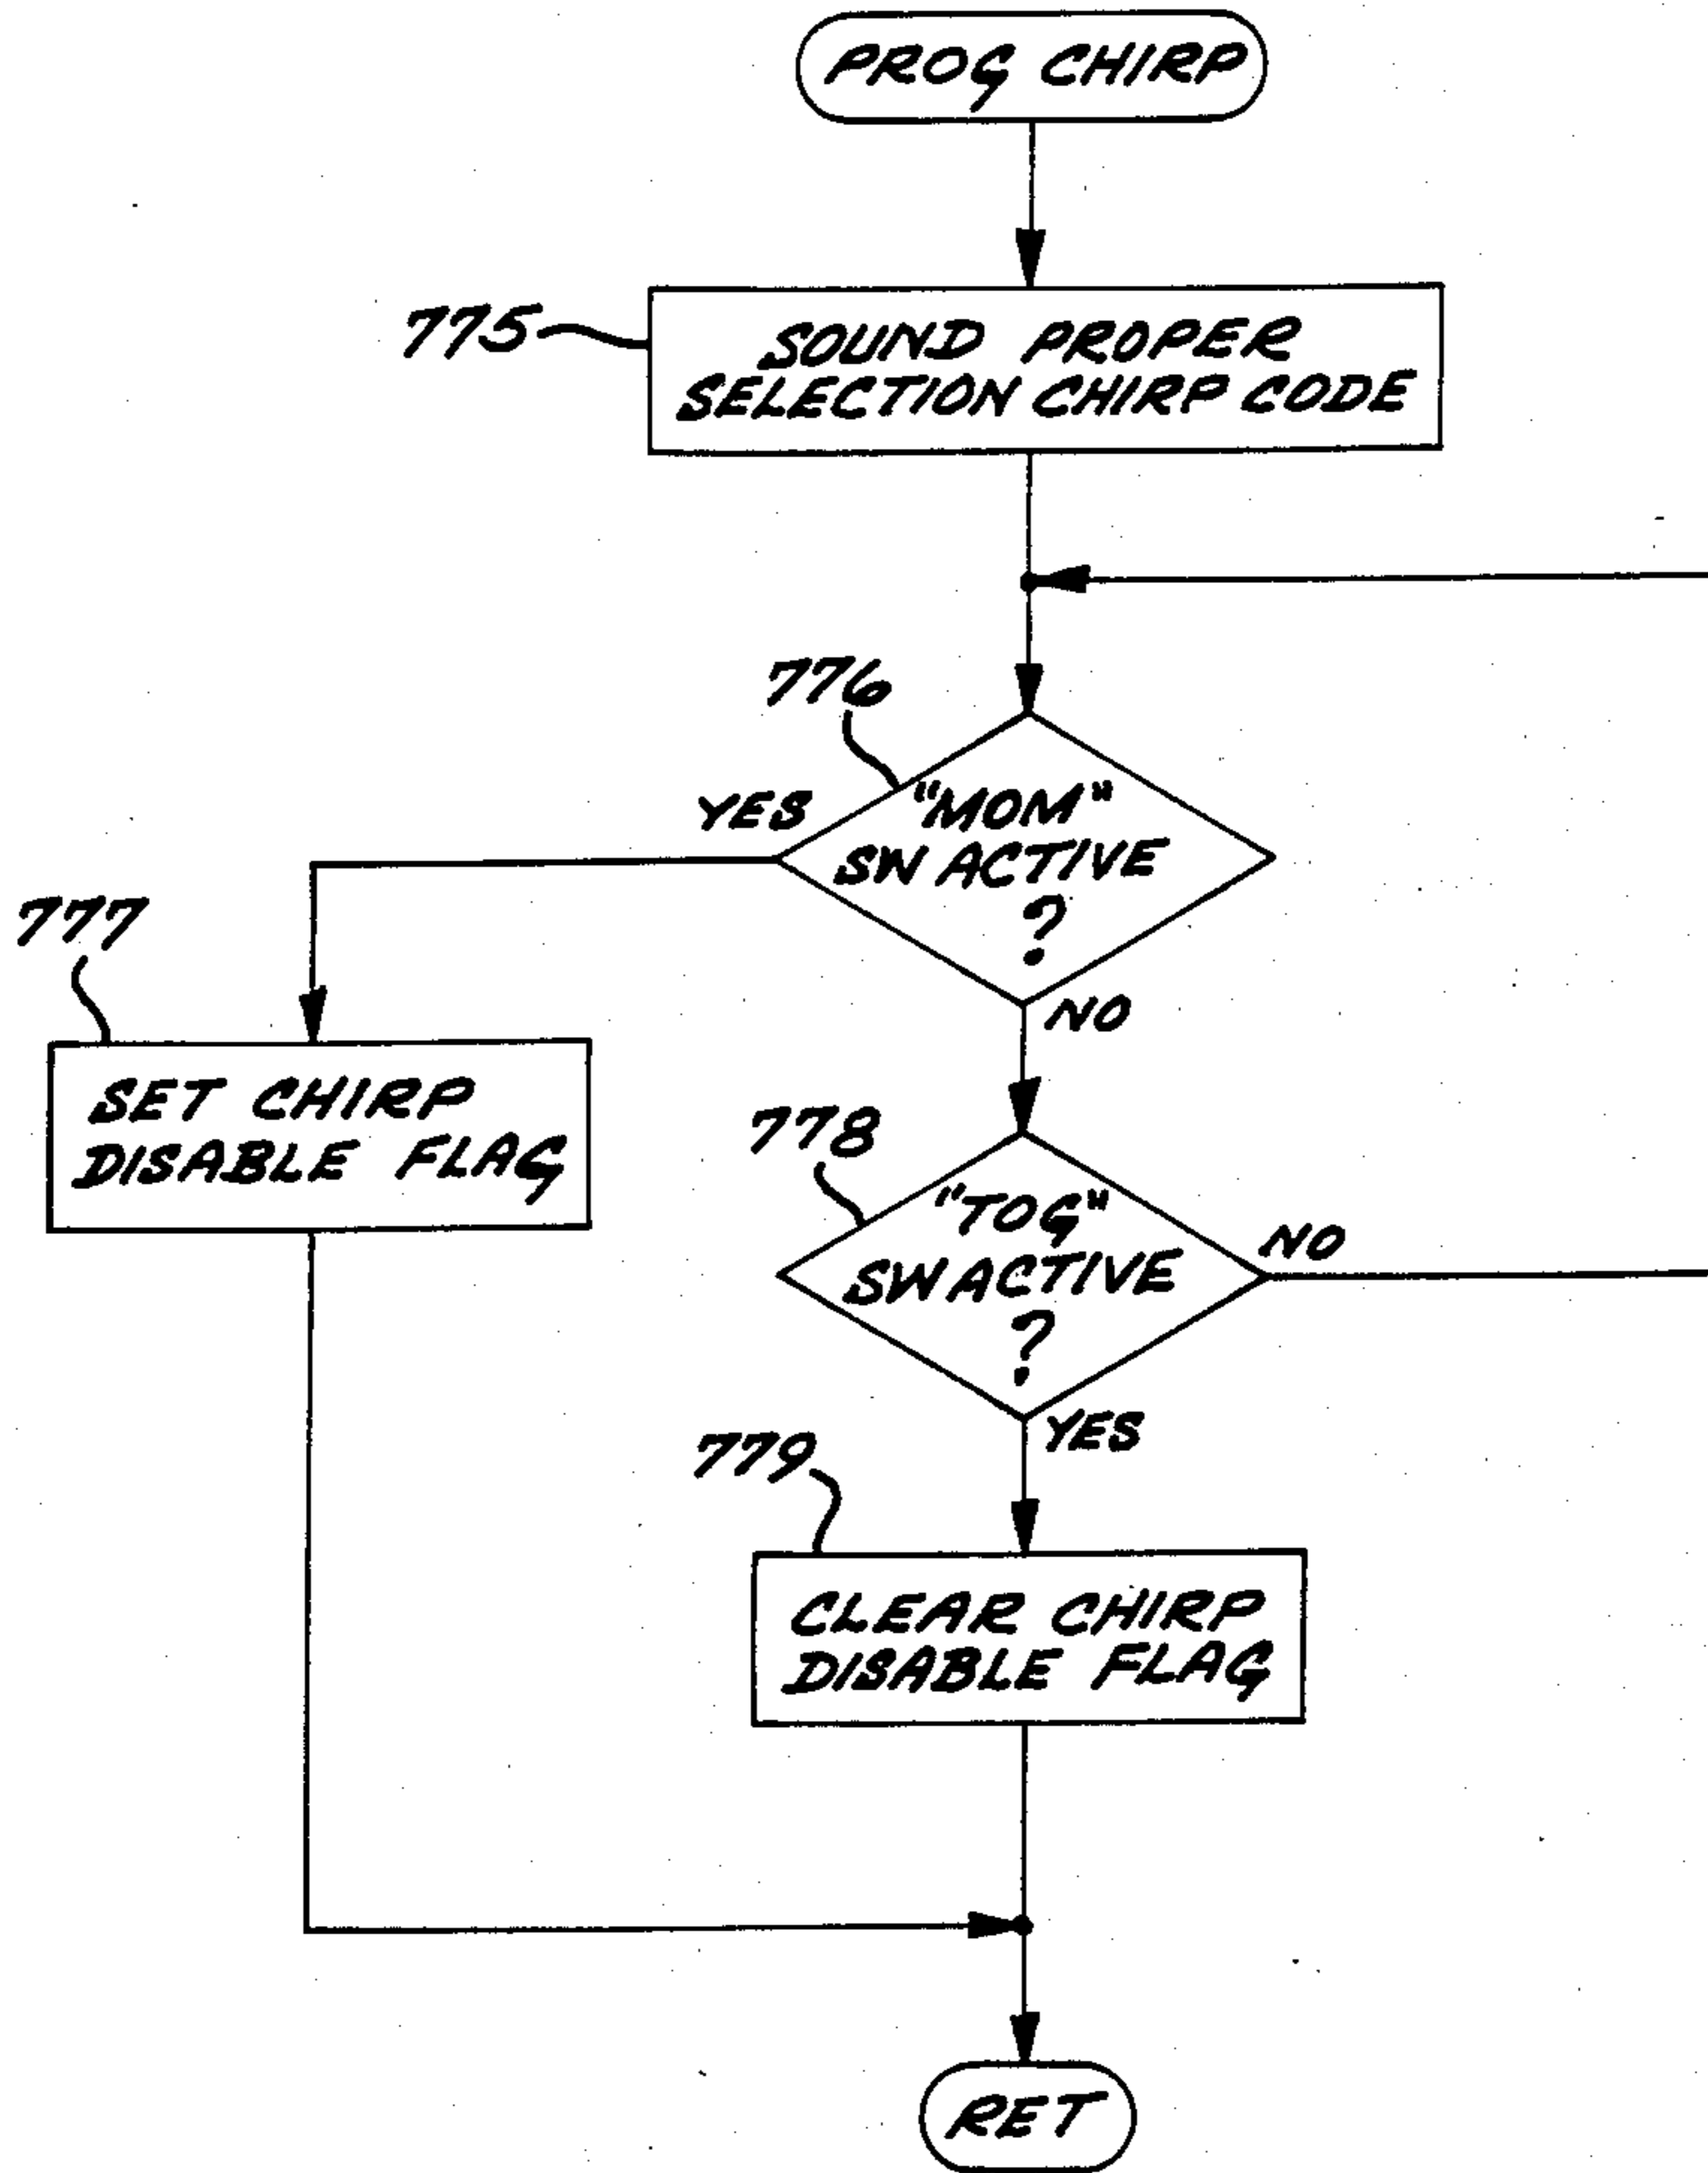 PROG CHIRP
775
SOUND PROPER
SELECTION CHIRP CODE
776
YES
"MOM"
SW ACTIVE
?
NO
777
SET CHIRP
DISABLE FLAG
778
"TOG"
SW ACTIVE
?
NO
YES
779
CLEAR CHIRP
DISABLE FLAG
RET